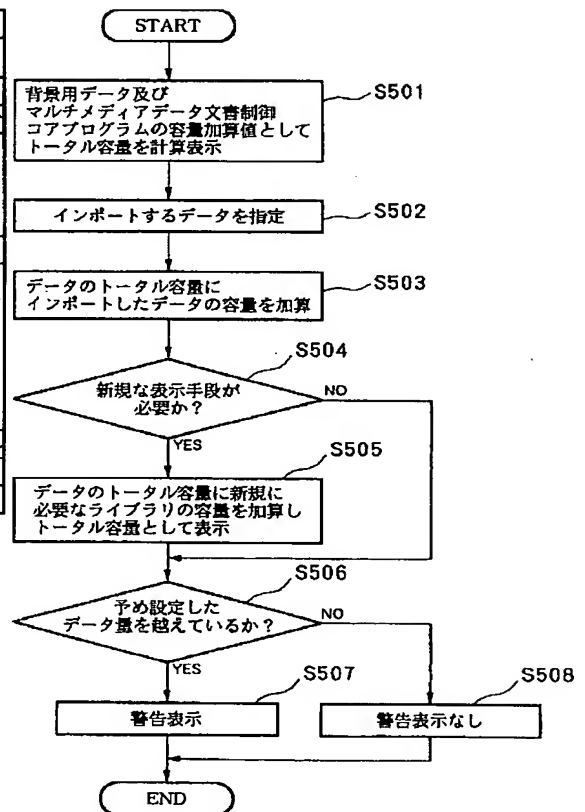 START
S501
背景用データ及び
マルチメディアデータ文書制御
コアプログラムの容量加算値として
トータル容量を計算表示
インポートするデータを指定
S502
データのトータル容量に
インポートしたデータの容量を加算
S503
S504
新規な表示手段が
必要か?
NO
YES
S505
データのトータル容量に新規に
必要なライブラリの容量を加算し
トータル容量として表示
S506
予め設定した
データ量を越えているか?
NO
YES
S507
警告表示
S508
警告表示なし
END